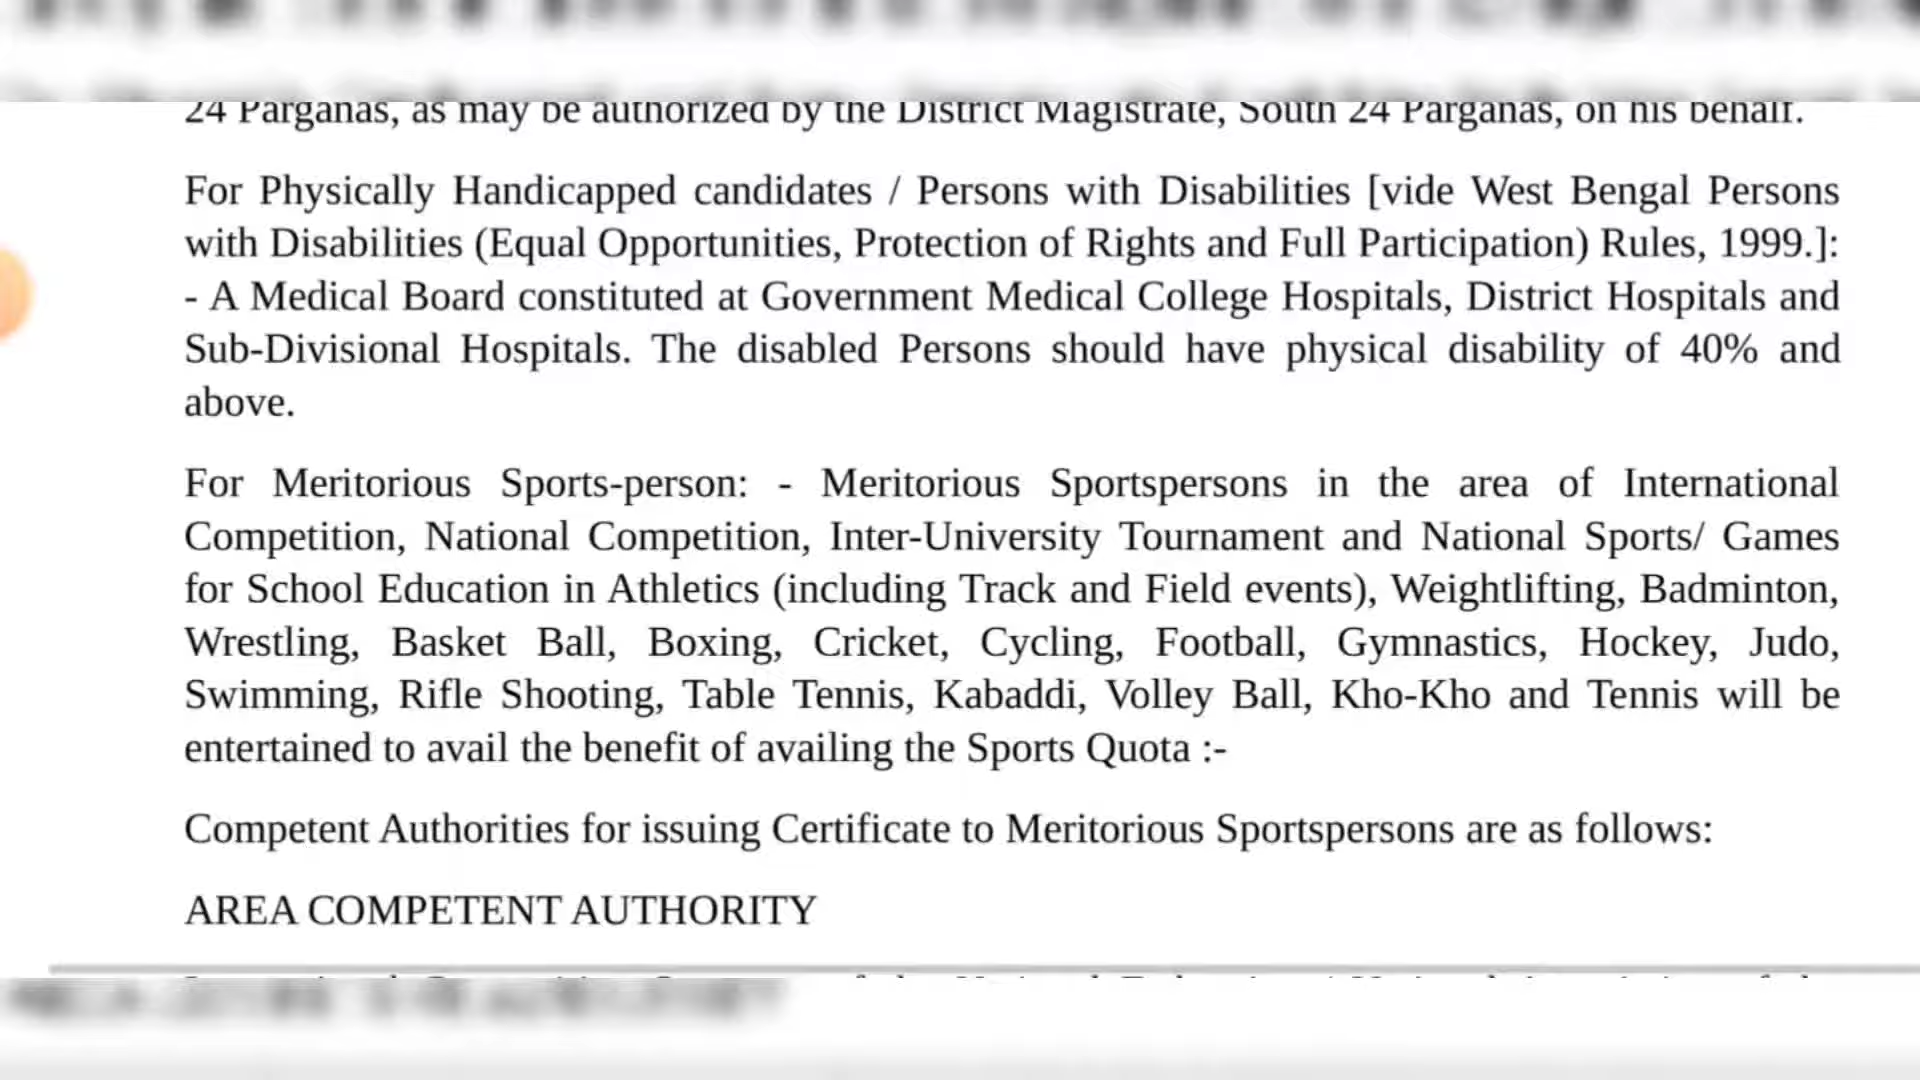 24 Parganas, as may be authorized by the District Magistrate, South 24 Parganas, on his behalf.
For Physically Handicapped candidates / Persons with Disabilities [vide West Bengal Persons
with Disabilities (Equal Opportunities, Protection of Rights and Full Participation) Rules, 1999.]:
- A Medical Board constituted at Government Medical College Hospitals, District Hospitals and
Sub-Divisional Hospitals. The disabled Persons should have physical disability of 40% and
above.
For Meritorious Sports-person: - Meritorious Sportspersons in the area of International
Competition, National Competition, Inter-University Tournament and National Sports/ Games
for School Education in Athletics (including Track and Field events), Weightlifting, Badminton,
Wrestling, Basket Ball, Boxing, Cricket, Cycling, Football, Gymnastics, Hockey, Judo,
Swimming, Rifle Shooting, Table Tennis, Kabaddi, Volley Ball, Kho-Kho and Tennis will be
entertained to avail the benefit of availing the Sports Quota :-
Competent Authorities for issuing Certificate to Meritorious Sportspersons are as follows:
AREA COMPETENT AUTHORITY